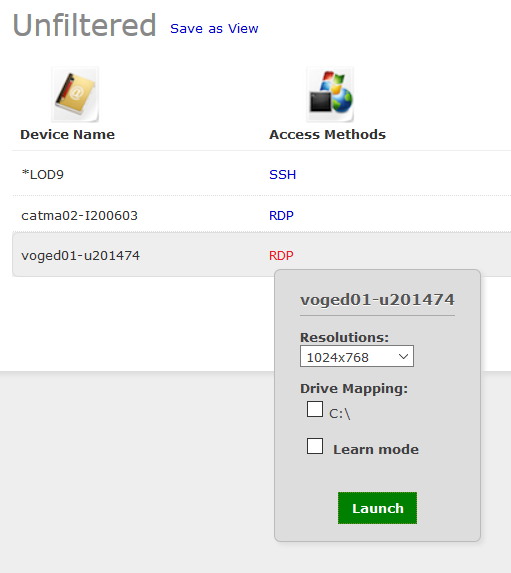 Unfiltered Save as View
Device Name Access Methods
*LOD9 SSH
catma02-I200603 RDP
voged01-u201474 RDP
voged01-u201474
Resolutions:
1024x768
Drive Mapping:
C:\
Learn mode
Launch